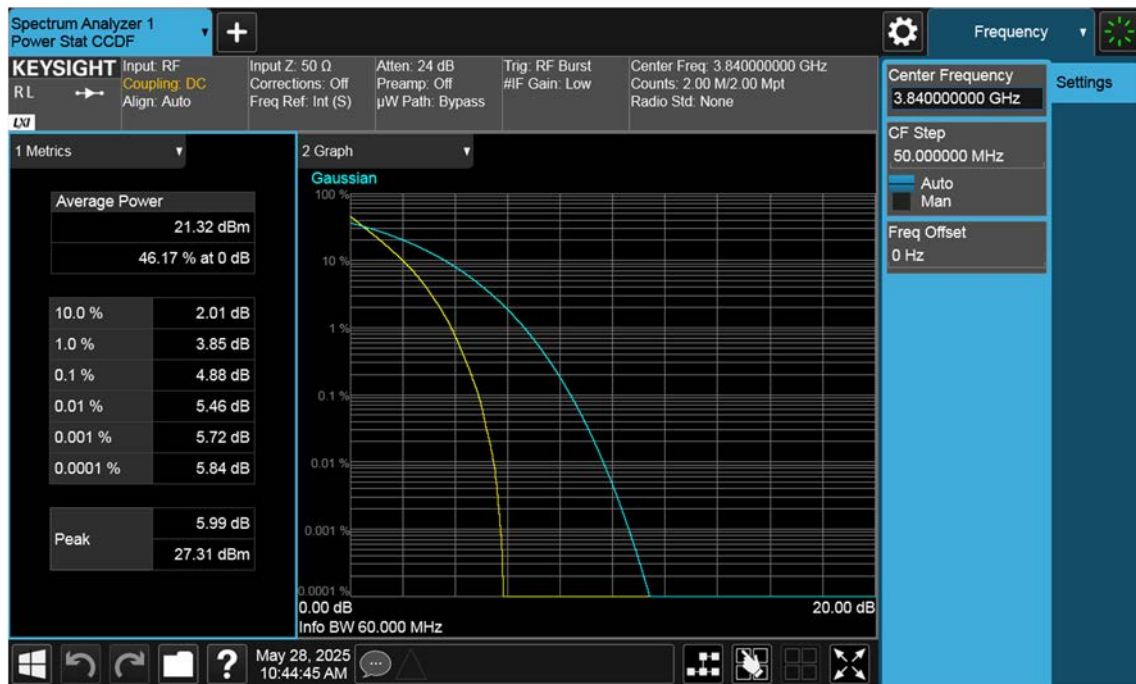 Spectrum Analyzer 1
Power Stat CCDF
+
Frequency
KEYSIGHT
RL
LXI
Input: RF
Coupling: DC
Align: Auto
Input Z: 50 Ω
Corrections: Off
Freq Ref: Int (S)
Atten: 24 dB
Preamp: Off
µW Path: Bypass
Trig: RF Burst
#IF Gain: Low
Center Freq: 3.840000000 GHz
Counts: 2.00 M/2.00 Mpt
Radio Std: None
Center Frequency
3.840000000 GHz
Settings
CF Step
50.000000 MHz
Auto
Man
Freq Offset
0 Hz
1 Metrics
Average Power
21.32 dBm
46.17 % at 0 dB
10.0 % 2.01 dB
1.0 % 3.85 dB
0.1 % 4.88 dB
0.01 % 5.46 dB
0.001 % 5.72 dB
0.0001 % 5.84 dB
Peak
5.99 dB
27.31 dBm
2 Graph
Gaussian
100 %
10 %
1 %
0.1 %
0.01 %
0.001 %
0.0001 %
0.00 dB 20.00 dB
Info BW 60.000 MHz
?
May 28, 2025
10:44:45 AM